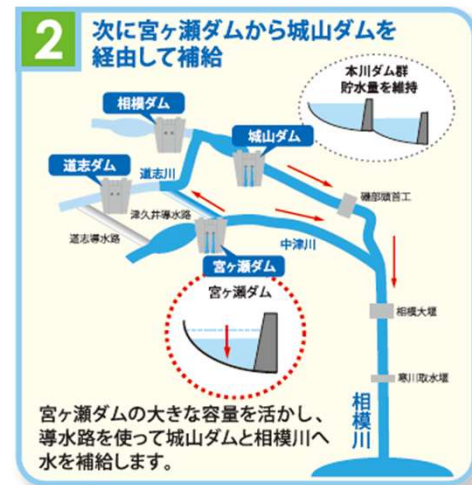 2
次に宮ヶ瀬ダムから城山ダムを
経由して補給
本川ダム群
貯水量を維持
相模ダム
城山ダム
道志ダム
道志川
磯部頭首工
津久井導水路
道志導水路
中津川
宮ヶ瀬ダム
宮ヶ瀬ダム
相模大堰
寒川取水堰
相模川
宮ヶ瀬ダムの大きな容量を活かし、
導水路を使って城山ダムと相模川へ
水を補給します。